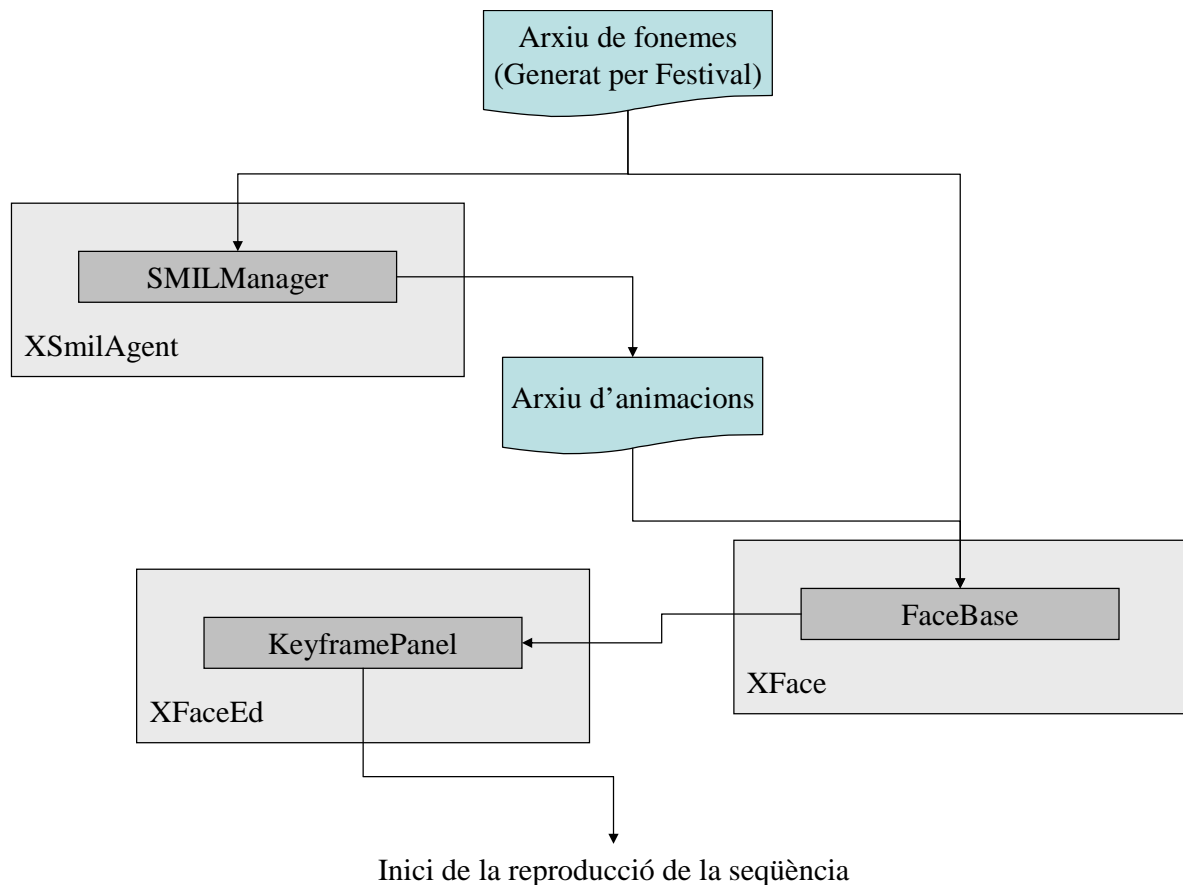 Arxiu de fonemes
(Generat per Festival)
SMILManager
XSmilAgent
Arxiu d’animacions
FaceBase
XFace
KeyframePanel
XFaceEd
Inici de la reproducció de la seqüència